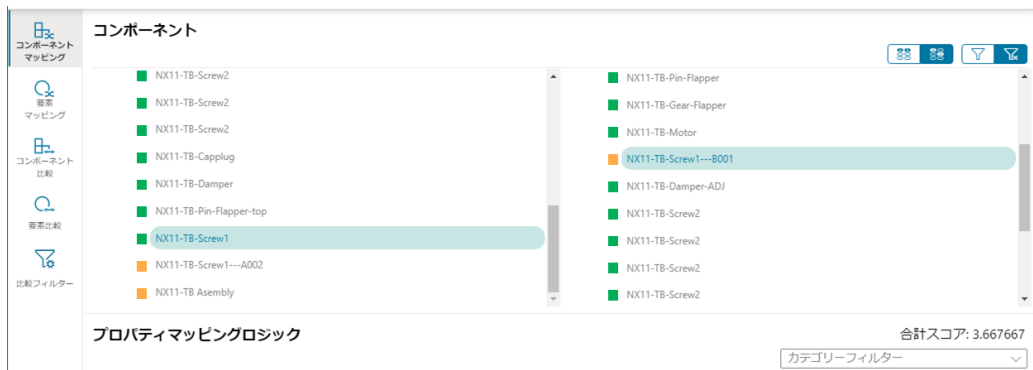 コンポーネント
マッピング
要素
マッピング
コンポーネント
比較
要素比較
比較フィルター
コンポーネント
NX11-TB-Screw2
NX11-TB-Screw2
NX11-TB-Screw2
NX11-TB-Capplug
NX11-TB-Damper
NX11-TB-Pin-Flapper-top
NX11-TB-Screw1
NX11-TB-Screw1---A002
NX11-TB Asembly
NX11-TB-Pin-Flapper
NX11-TB-Gear-Flapper
NX11-TB-Motor
NX11-TB-Screw1---B001
NX11-TB-Damper-ADJ
NX11-TB-Screw2
NX11-TB-Screw2
NX11-TB-Screw2
NX11-TB-Screw2
プロパティマッピングロジック
合計スコア: 3.667667
カテゴリーフィルター